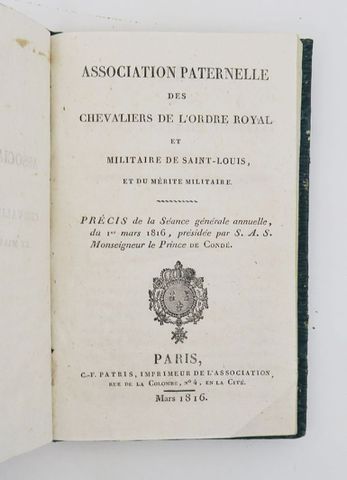 ASSOCIATION PATERNELLE
DES
CHEVALIERS DE L'ORDRE ROYAL
ET
MILITAIRE DE SAINT-LOUIS,
ET DU MÉRITE MILITAIRE.
PRÉCIS de la Séance générale annuelle,
du 1er mars 1816, présidée par S. A. S.
Monseigneur le Prince DE CONDÉ.
PARIS,
C.-F. PATRIS, IMPRIMEUR DE L'ASSOCIATION,
RUE DE LA COLOMBE, N° 4, EN LA CITÉ.
Mars 1816.